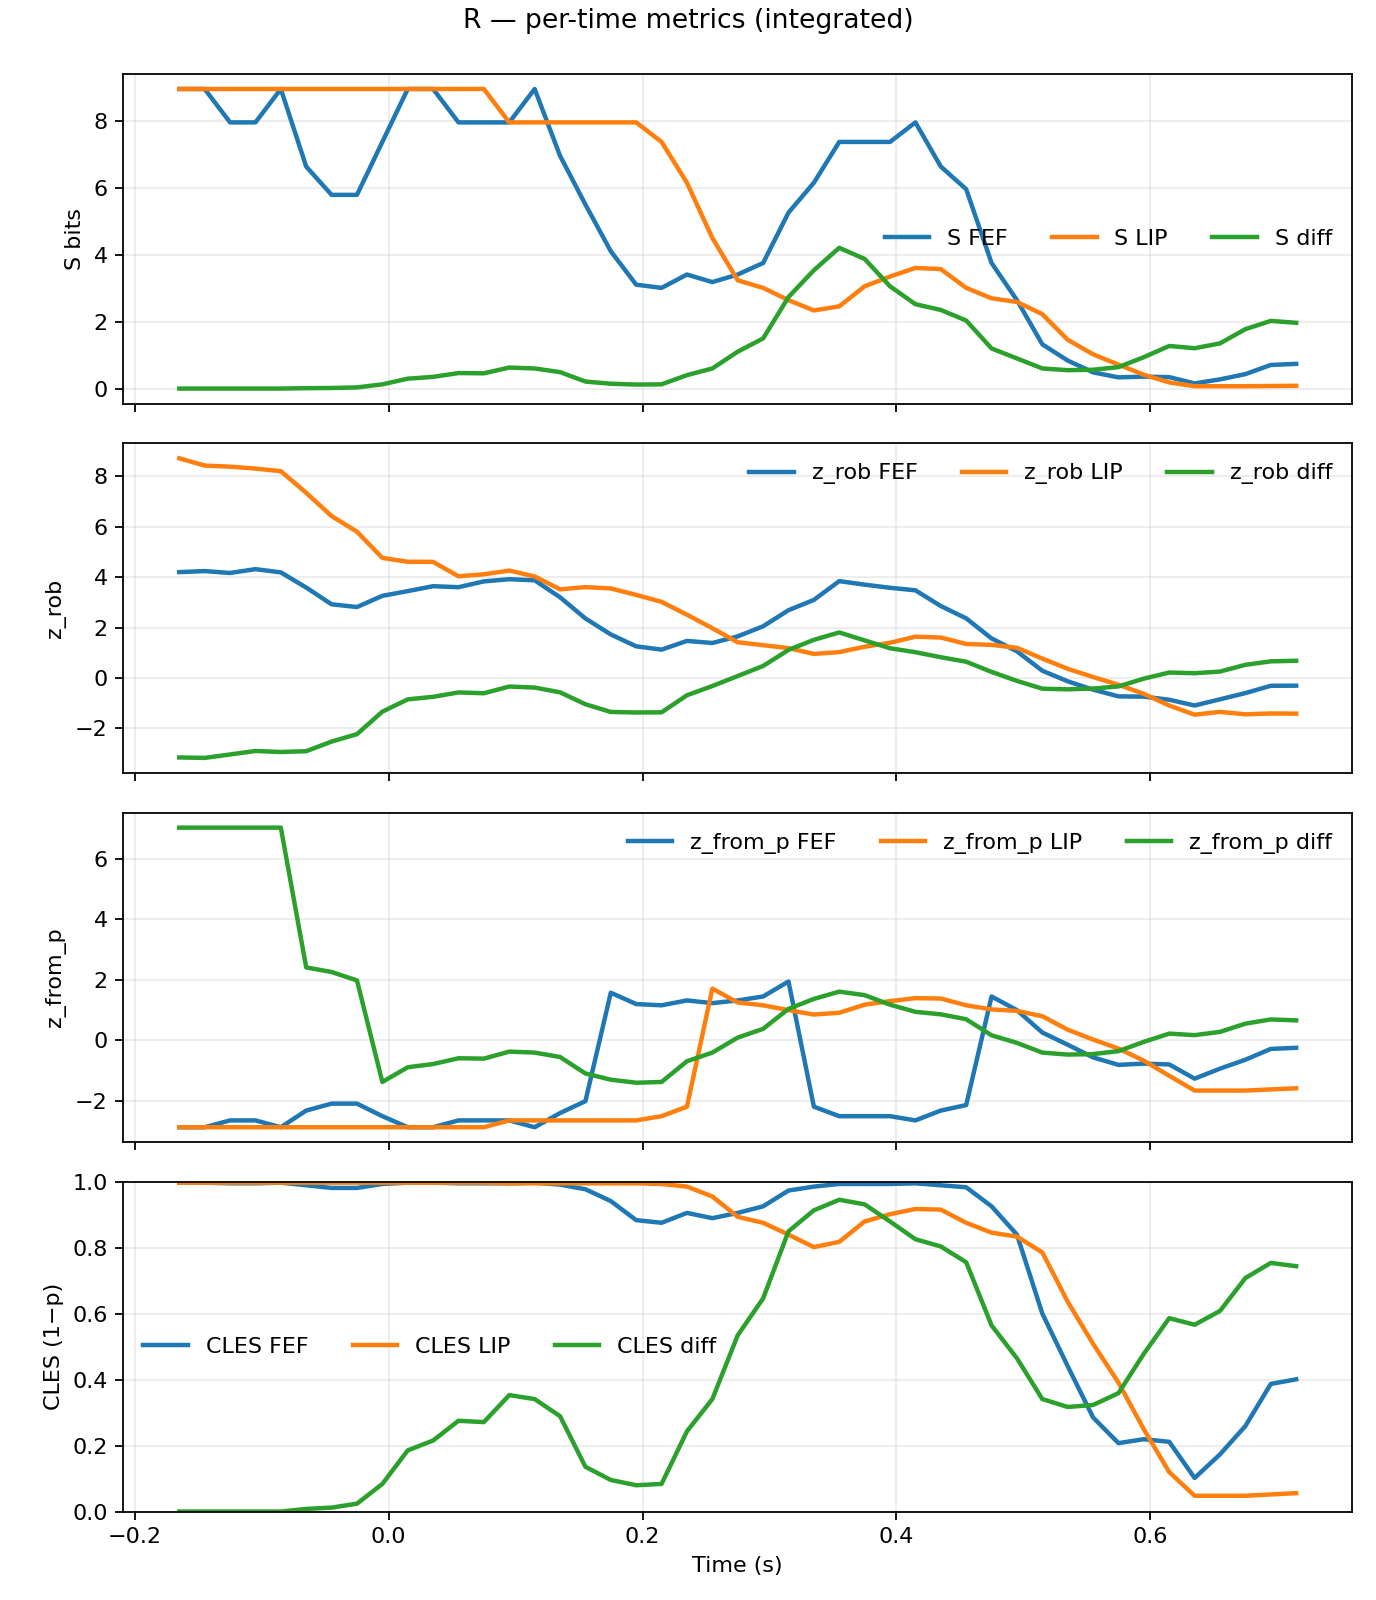 R — per-time metrics (integrated)
8
6
4
2
0
S bits
S FEF S LIP S diff
8
6
4
2
0
−2
z_rob
z_rob FEF z_rob LIP z_rob diff
6
4
2
0
−2
z_from_p
z_from_p FEF z_from_p LIP z_from_p diff
1.0
0.8
0.6
0.4
0.2
0.0
CLES (1−p)
CLES FEF CLES LIP CLES diff
−0.2 0.0 0.2 0.4 0.6
Time (s)